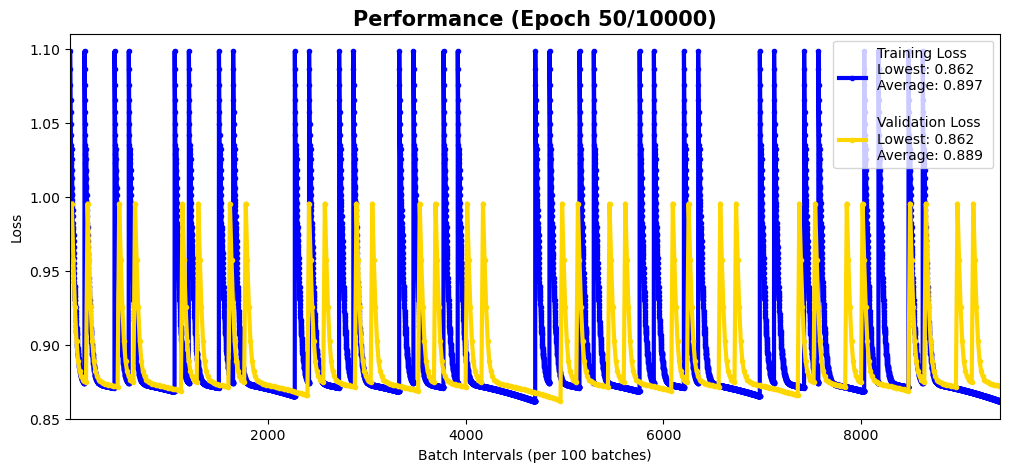 Performance (Epoch 50/10000)
Training Loss
Lowest: 0.862
Average: 0.897
Validation Loss
Lowest: 0.862
Average: 0.889
1.10
1.05
1.00
0.95
0.90
0.85
Loss
2000
4000
6000
8000
Batch Intervals (per 100 batches)